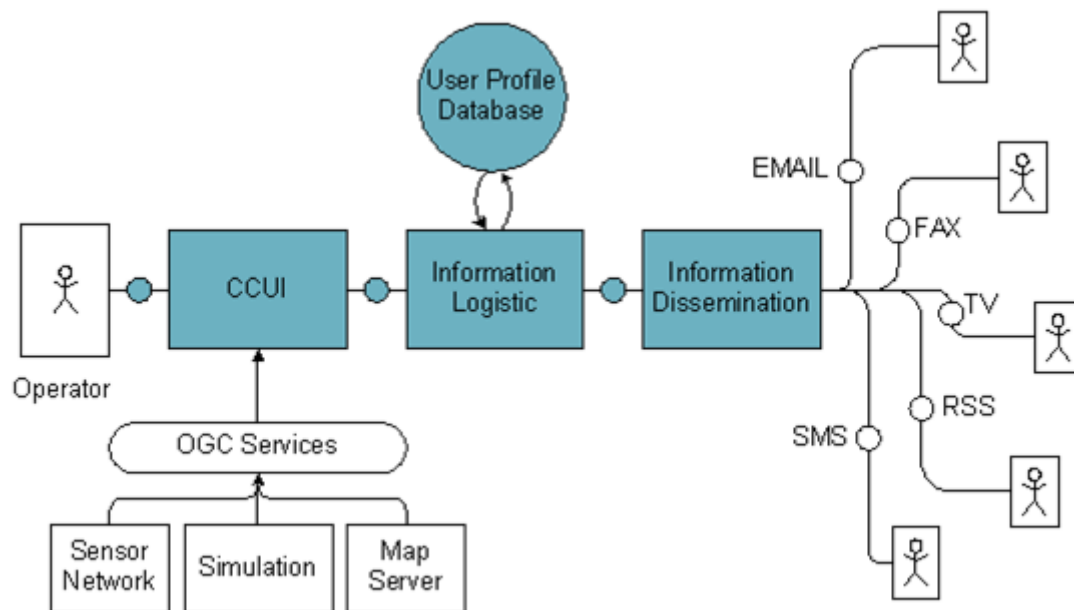 User Profile
Database
EMAIL
FAX
CCUI
Information
Logistic
Information
Dissemination
TV
Operator
RSS
SMS
OGC Services
Sensor
Network
Simulation
Map
Server